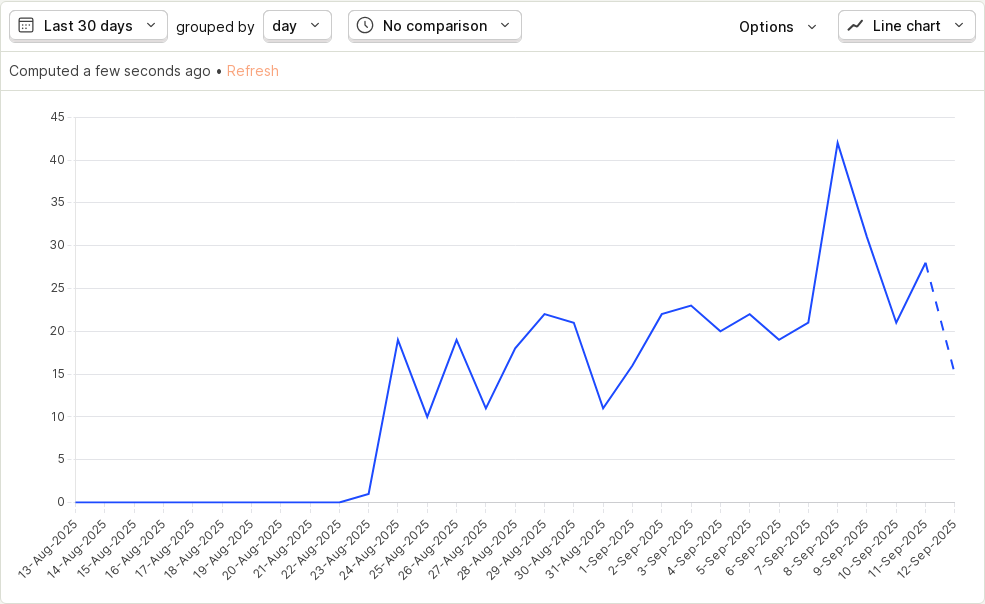 Last 30 days grouped by day No comparison Options Line chart
Computed a few seconds ago • Refresh
45
40
35
30
25
20
15
10
5
0
13-Aug-2025
14-Aug-2025
15-Aug-2025
16-Aug-2025
17-Aug-2025
18-Aug-2025
19-Aug-2025
20-Aug-2025
21-Aug-2025
22-Aug-2025
23-Aug-2025
24-Aug-2025
25-Aug-2025
26-Aug-2025
27-Aug-2025
28-Aug-2025
29-Aug-2025
30-Aug-2025
31-Aug-2025
1-Sep-2025
2-Sep-2025
3-Sep-2025
4-Sep-2025
5-Sep-2025
6-Sep-2025
7-Sep-2025
8-Sep-2025
9-Sep-2025
10-Sep-2025
11-Sep-2025
12-Sep-2025